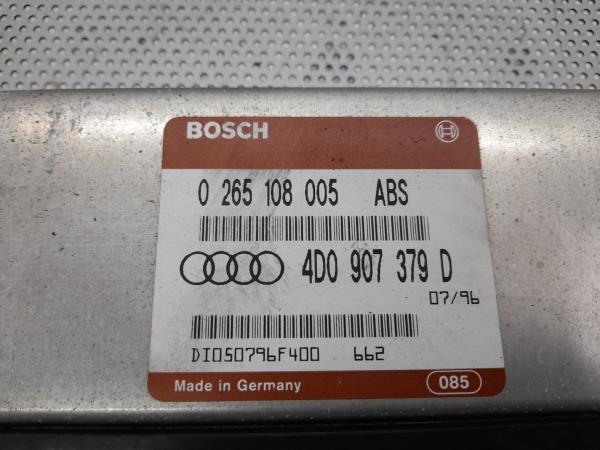 BOSCH
0 265 108 005 ABS
4D0 907 379 D
07/96
DI050796F400 662
Made in Germany 085